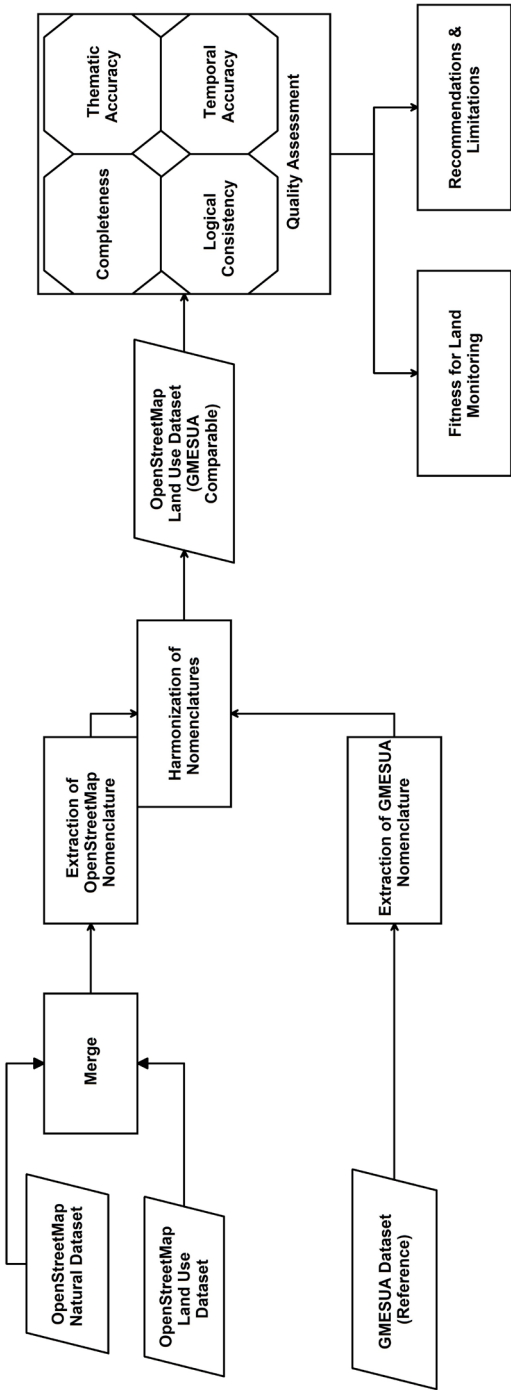 OpenStreetMap
Natural Dataset
OpenStreetMap
Land Use
Dataset
GMESUA Dataset
(Reference)
Merge
Extraction of
OpenStreetMap
Nomenclature
Extraction of GMESUA
Nomenclature
Harmonization of
Nomenclatures
OpenStreetMap
Land Use Dataset
(GMESUA
Comparable)
Completeness
Thematic
Accuracy
Logical
Consistency
Temporal
Accuracy
Quality Assessment
Fitness for Land
Monitoring
Recommendations &
Limitations